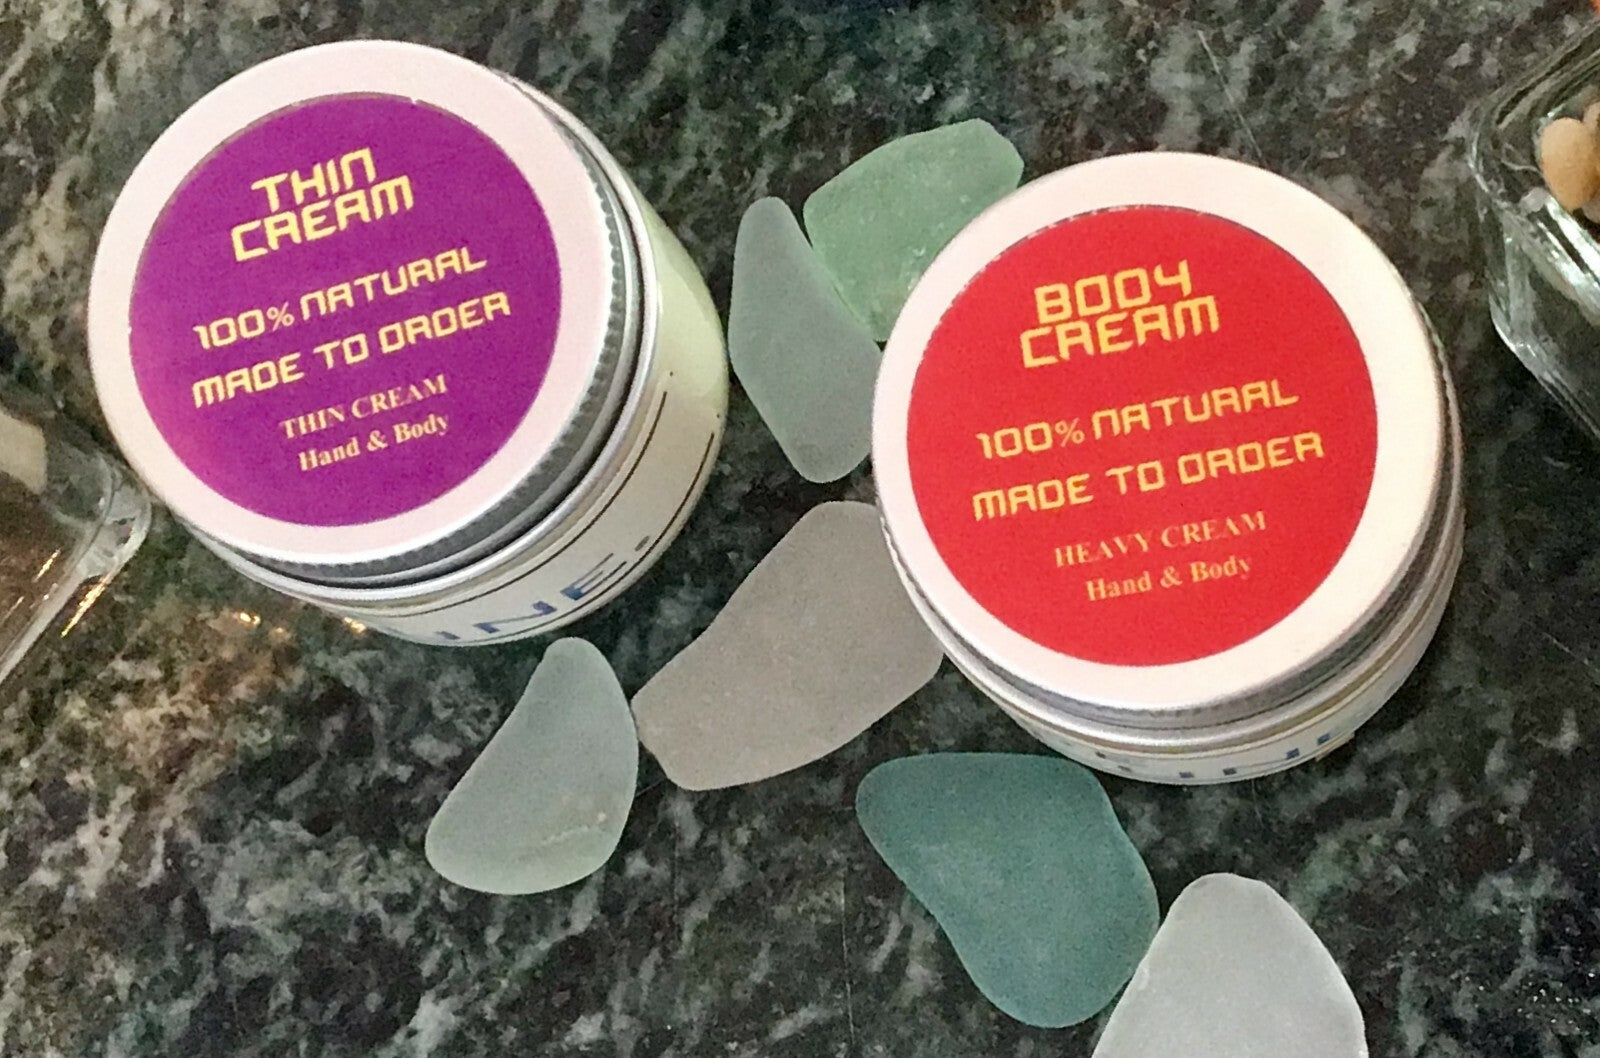 THIN
CREAM
100% NATURAL
MADE TO ORDER
THIN CREAM
Hand & Body
BODY
CREAM
100% NATURAL
MADE TO ORDER
HEAVY CREAM
Hand & Body